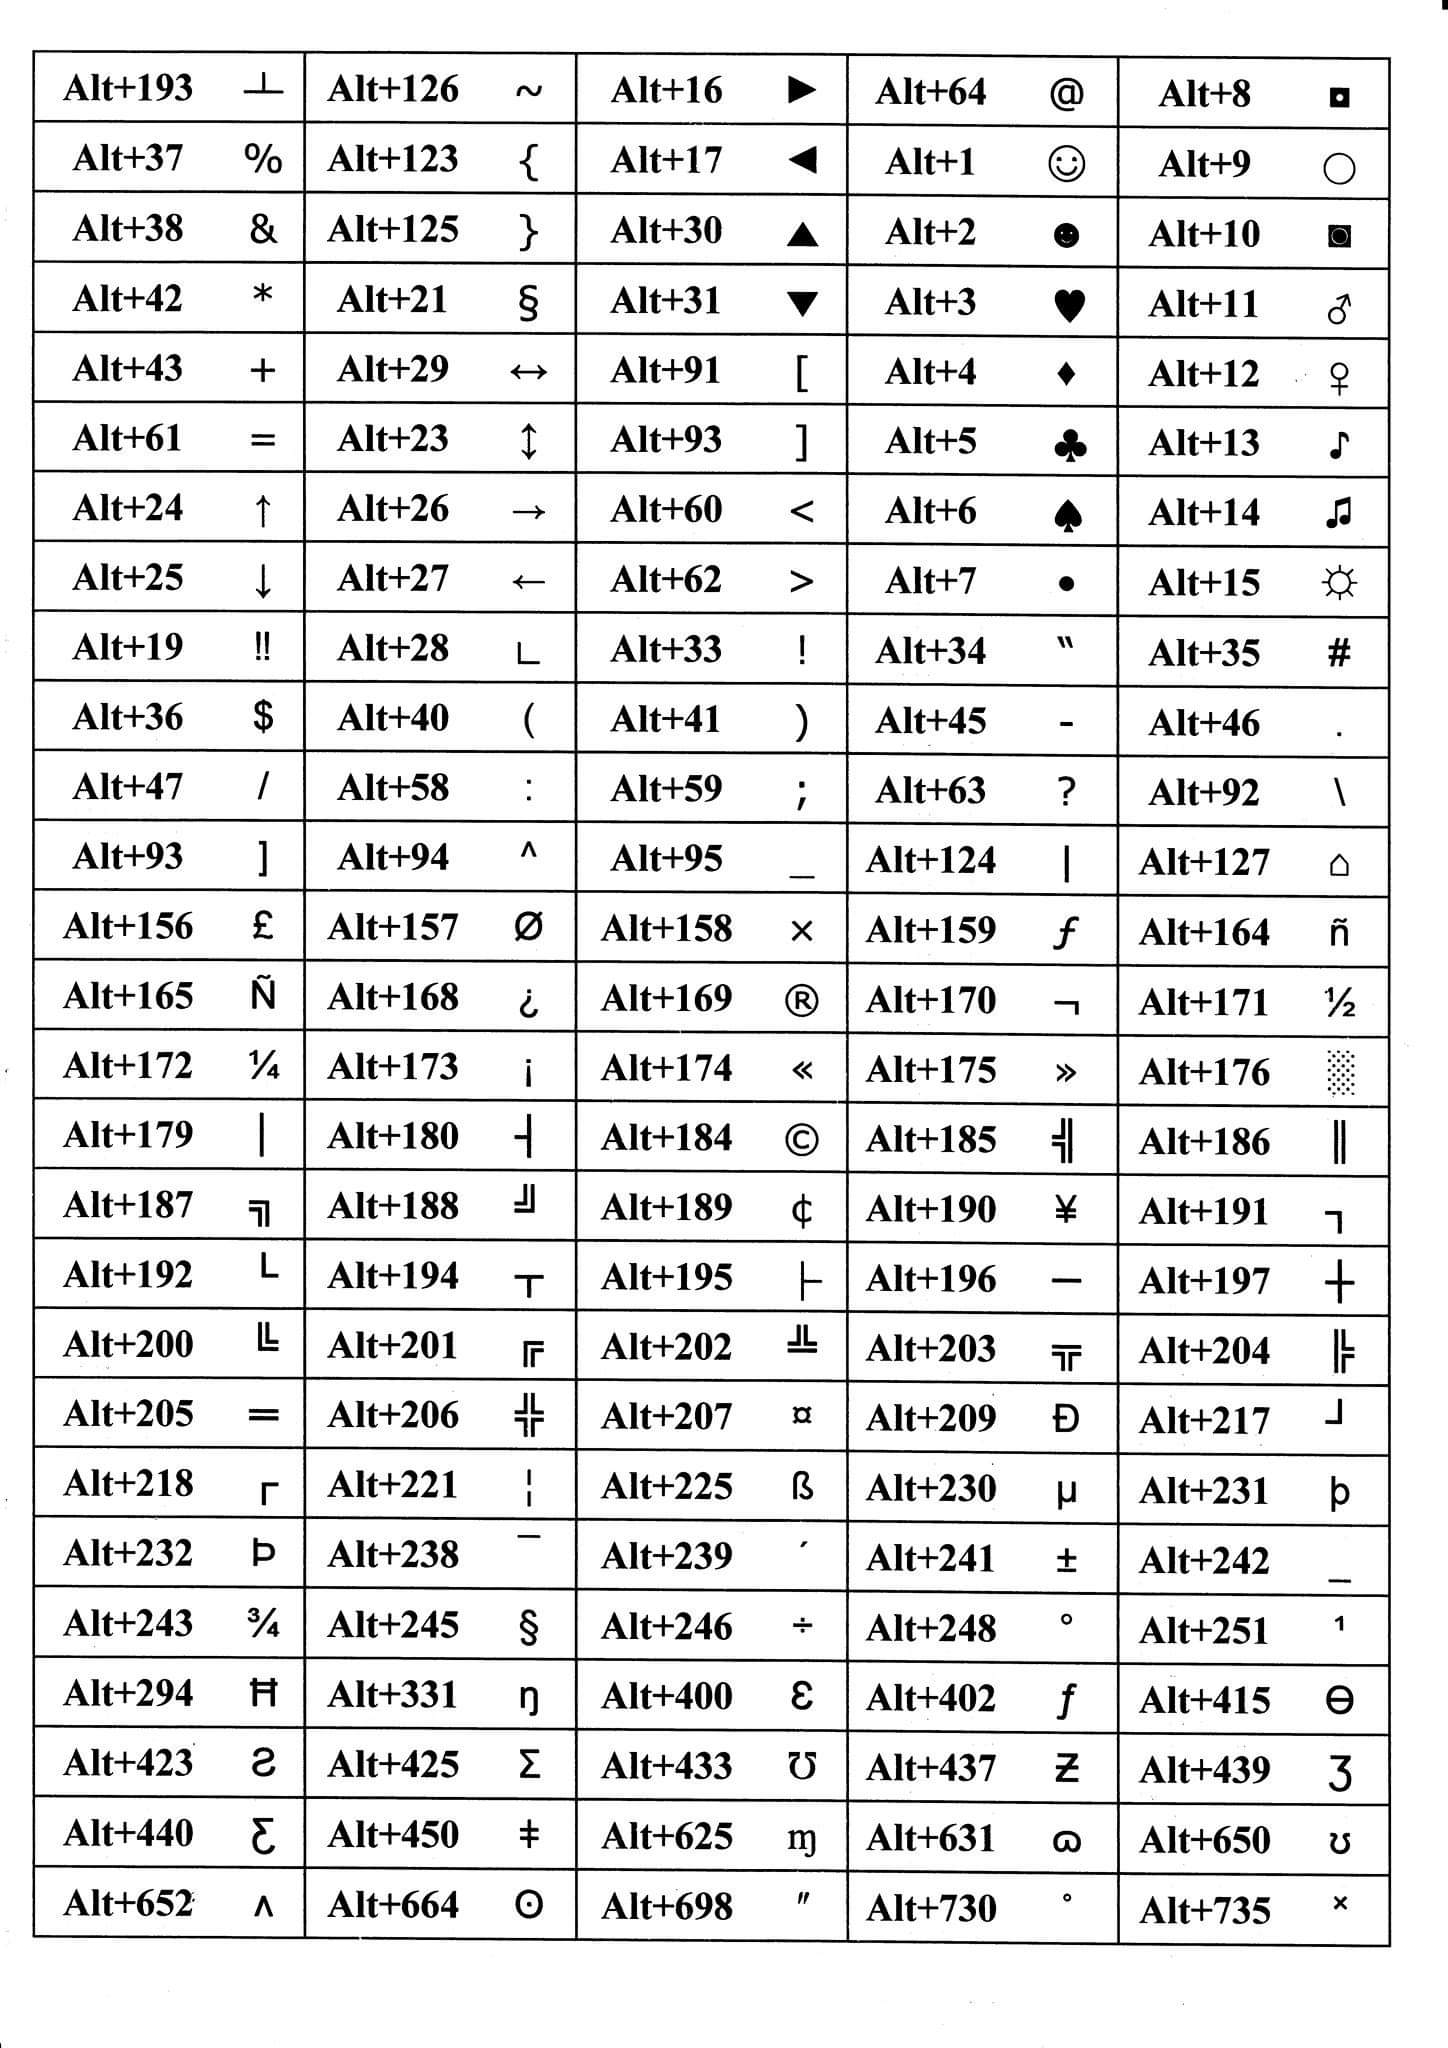 Alt+193 ┴ Alt+126 ~ Alt+16 ► Alt+64 @ Alt+8 ◘
Alt+37 % Alt+123 { Alt+17 ◄ Alt+1 ☺ Alt+9 ○
Alt+38 & Alt+125 } Alt+30 ▲ Alt+2 ☻ Alt+10 ◙
Alt+42 * Alt+21 § Alt+31 ▼ Alt+3 ♥ Alt+11 ♂
Alt+43 + Alt+29 ↔ Alt+91 [ Alt+4 ♦ Alt+12 ♀
Alt+61 = Alt+23 ↕ Alt+93 ] Alt+5 ♣ Alt+13 ♪
Alt+24 ↑ Alt+26 → Alt+60 < Alt+6 ♠ Alt+14 ♫
Alt+25 ↓ Alt+27 ← Alt+62 > Alt+7 • Alt+15 ☼
Alt+19 ‼ Alt+28 ∟ Alt+33 ! Alt+34 ‟ Alt+35 #
Alt+36 $ Alt+40 ( Alt+41 ) Alt+45 - Alt+46 .
Alt+47 / Alt+58 : Alt+59 ; Alt+63 ? Alt+92 \
Alt+93 ] Alt+94 ^ Alt+95 _ Alt+124 | Alt+127 ⌂
Alt+156 £ Alt+157 Ø Alt+158 × Alt+159 ƒ Alt+164 ñ
Alt+165 Ñ Alt+168 ¿ Alt+169 ® Alt+170 ¬ Alt+171 ½
Alt+172 ¼ Alt+173 ¡ Alt+174 « Alt+175 » Alt+176 ░
Alt+179 │ Alt+180 ┤ Alt+184 © Alt+185 ╣ Alt+186 ║
Alt+187 ╗ Alt+188 ╝ Alt+189 ¢ Alt+190 ¥ Alt+191 ┐
Alt+192 └ Alt+194 ┬ Alt+195 ├ Alt+196 ─ Alt+197 ┼
Alt+200 ╚ Alt+201 ╔ Alt+202 ╩ Alt+203 ╦ Alt+204 ╠
Alt+205 ═ Alt+206 ╬ Alt+207 ¤ Alt+209 Ð Alt+217 ┘
Alt+218 ┌ Alt+221 ¦ Alt+225 ß Alt+230 µ Alt+231 þ
Alt+232 Þ Alt+238 ¯ Alt+239 ´ Alt+241 ± Alt+242 ‗
Alt+243 ¾ Alt+245 § Alt+246 ÷ Alt+248 ° Alt+251 ¹
Alt+294 Ħ Alt+331 ŋ Alt+400 Ɛ Alt+402 ƒ Alt+415 Ɵ
Alt+423 Ƨ Alt+425 Σ Alt+433 Ʊ Alt+437 Ƶ Alt+439 Ʒ
Alt+440 Ƹ Alt+450 ǂ Alt+625 ɱ Alt+631 ɷ Alt+650 ʊ
Alt+652 ʌ Alt+664 ʘ Alt+698 ʺ Alt+730 ˚ Alt+735 ˟